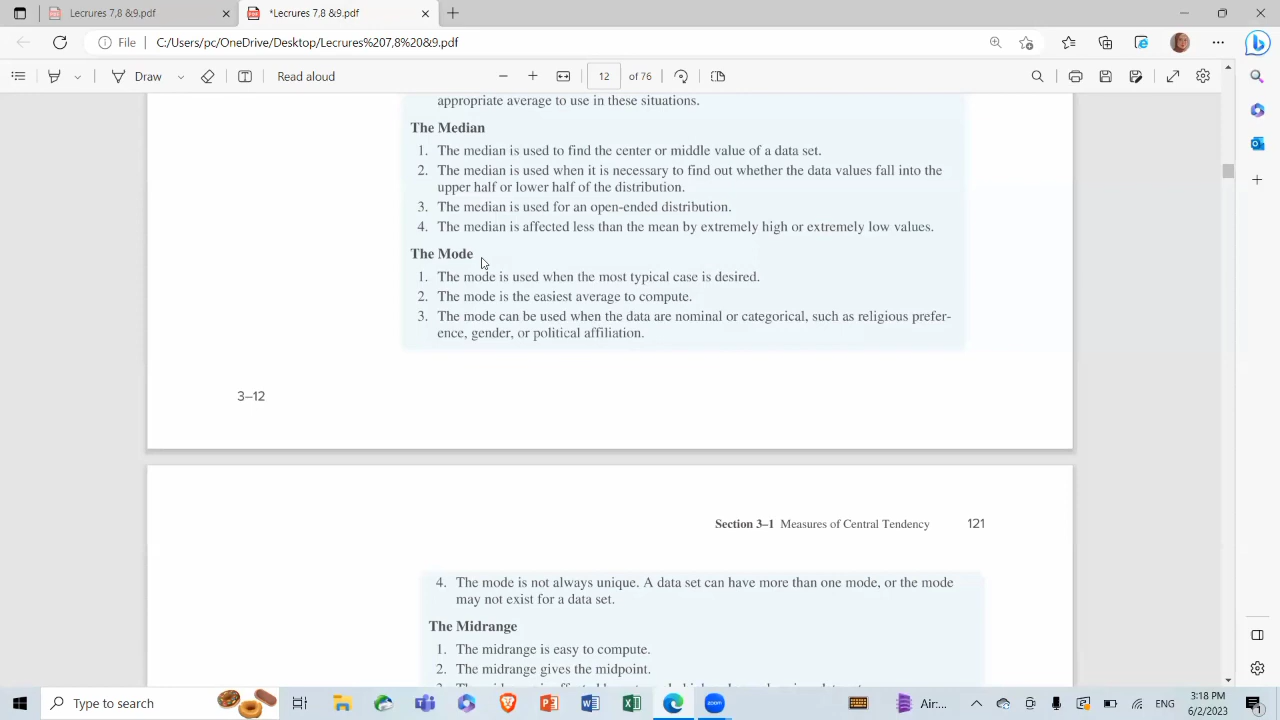 Lecures 7,8 &9.pdf
*Lecures 7,8 &9.pdf
File
C:/Users/pc/OneDrive/Desktop/Lecures%207,8%20&9.pdf
Draw
Read aloud
12
of 76
appropriate average to use in these situations.
The Median
1. The median is used to find the center or middle value of a data set.
2. The median is used when it is necessary to find out whether the data values fall into the
upper half or lower half of the distribution.
3. The median is used for an open-ended distribution.
4. The median is affected less than the mean by extremely high or extremely low values.
The Mode
1. The mode is used when the most typical case is desired.
2. The mode is the easiest average to compute.
3. The mode can be used when the data are nominal or categorical, such as religious prefer-
ence, gender, or political affiliation.
3–12
Section 3–1 Measures of Central Tendency 121
4. The mode is not always unique. A data set can have more than one mode, or the mode
may not exist for a data set.
The Midrange
1. The midrange is easy to compute.
2. The midrange gives the midpoint.
Type to search
zoom
Air...
ENG
3:18 PM
6/2/2023